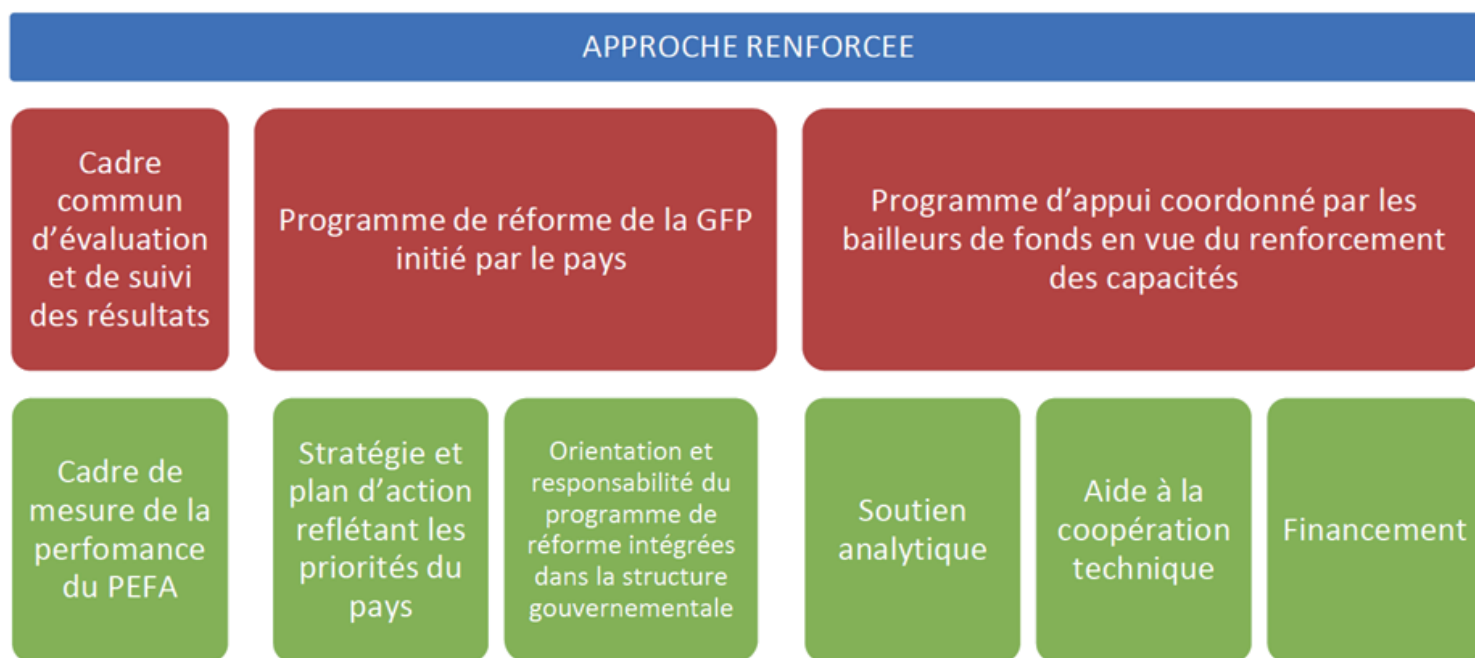 APPROCHE RENFORCEE
Cadre
commun
d’évaluation
et de suivi
des résultats
Programme de réforme de la GFP
initié par le pays
Programme d’appui coordonné par les
bailleurs de fonds en vue du renforcement
des capacités
Cadre de
mesure de la
perfomance
du PEFA
Stratégie et
plan d’action
reflétant les
priorités du
pays
Orientation et
responsabilité du
programme de
réforme intégrées
dans la structure
gouvernementale
Soutien
analytique
Aide à la
coopération
technique
Financement